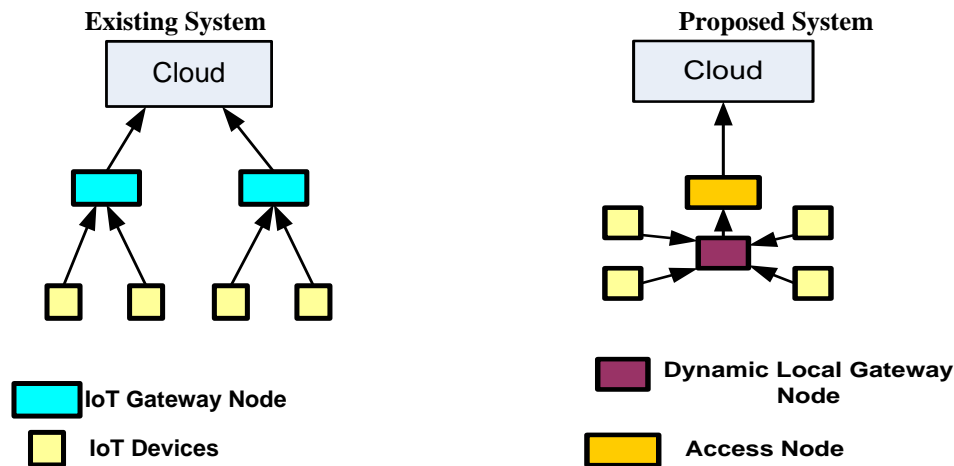 Existing System
Proposed System
Cloud
Cloud
IoT Gateway Node
IoT Devices
Dynamic Local Gateway
Node
Access Node